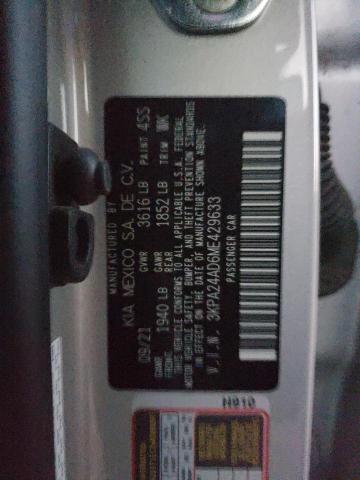 MANUFACTURED BY
KIA MEXICO S.A. DE C.V.
09/21 GVWR 3616 LB PAINT 4SS
GAWR FRONT 1940 LB GAWR REAR 1852 LB TRIM WK
THIS VEHICLE CONFORMS TO ALL APPLICABLE U.S.A. FEDERAL
MOTOR VEHICLE SAFETY, BUMPER, AND THEFT PREVENTION STANDARDS
IN EFFECT ON THE DATE OF MANUFACTURE SHOWN ABOVE.
V.I.N. 3KPA24AD6ME429633
PASSENGER CAR
H910